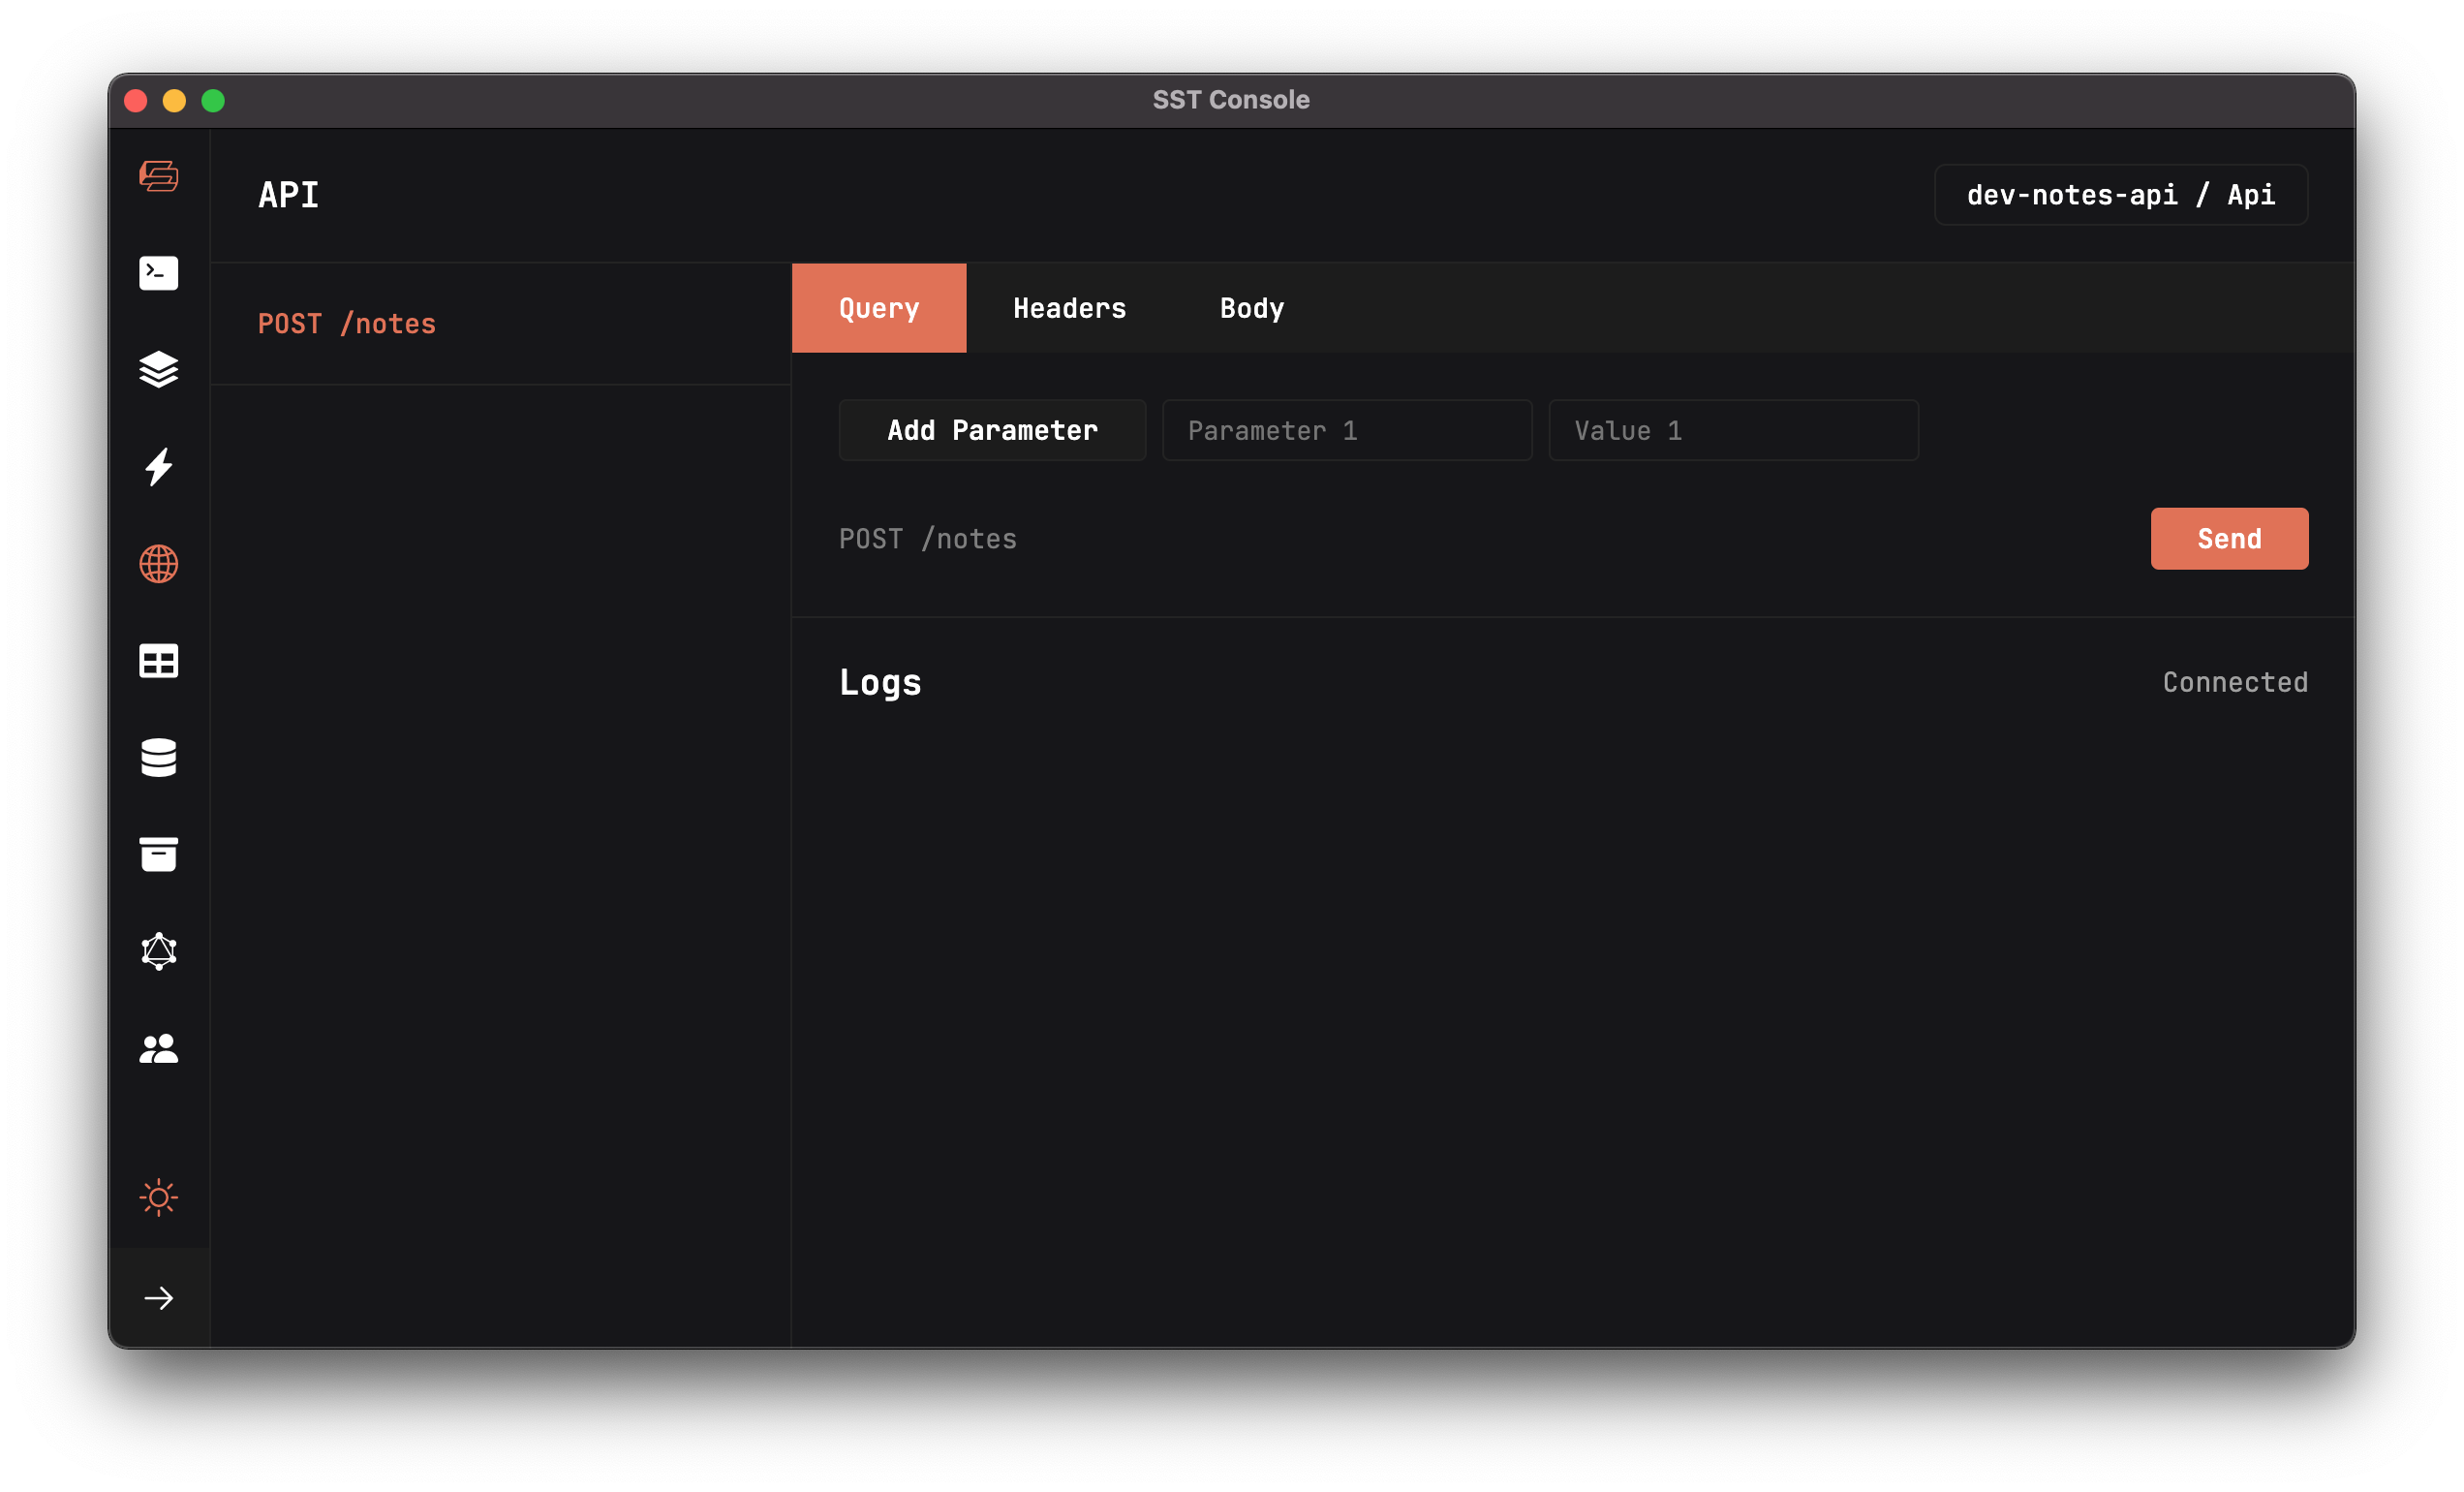 SST Console
API
dev-notes-api / Api
POST /notes
Query Headers Body
Add Parameter Parameter 1 Value 1
POST /notes Send
Logs Connected